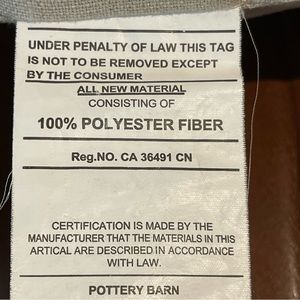 UNDER PENALTY OF LAW THIS TAG
IS NOT TO BE REMOVED EXCEPT
BY THE CONSUMER
ALL NEW MATERIAL
CONSISTING OF
100% POLYESTER FIBER
Reg.NO. CA 36491 CN
CERTIFICATION IS MADE BY THE
MANUFACTURER THAT THE MATERIALS IN THIS
ARTICAL ARE DESCRIBED IN ACCORDANCE
WITH LAW.
POTTERY BARN